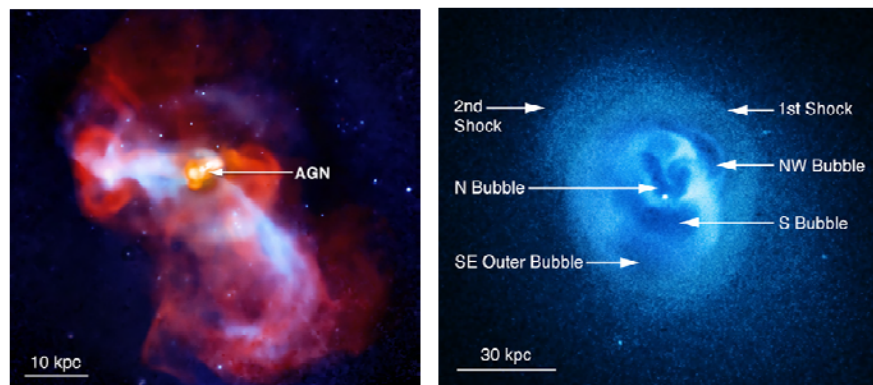 AGN
10 kpc
2nd
Shock
1st Shock
NW Bubble
N Bubble
S Bubble
SE Outer Bubble
30 kpc